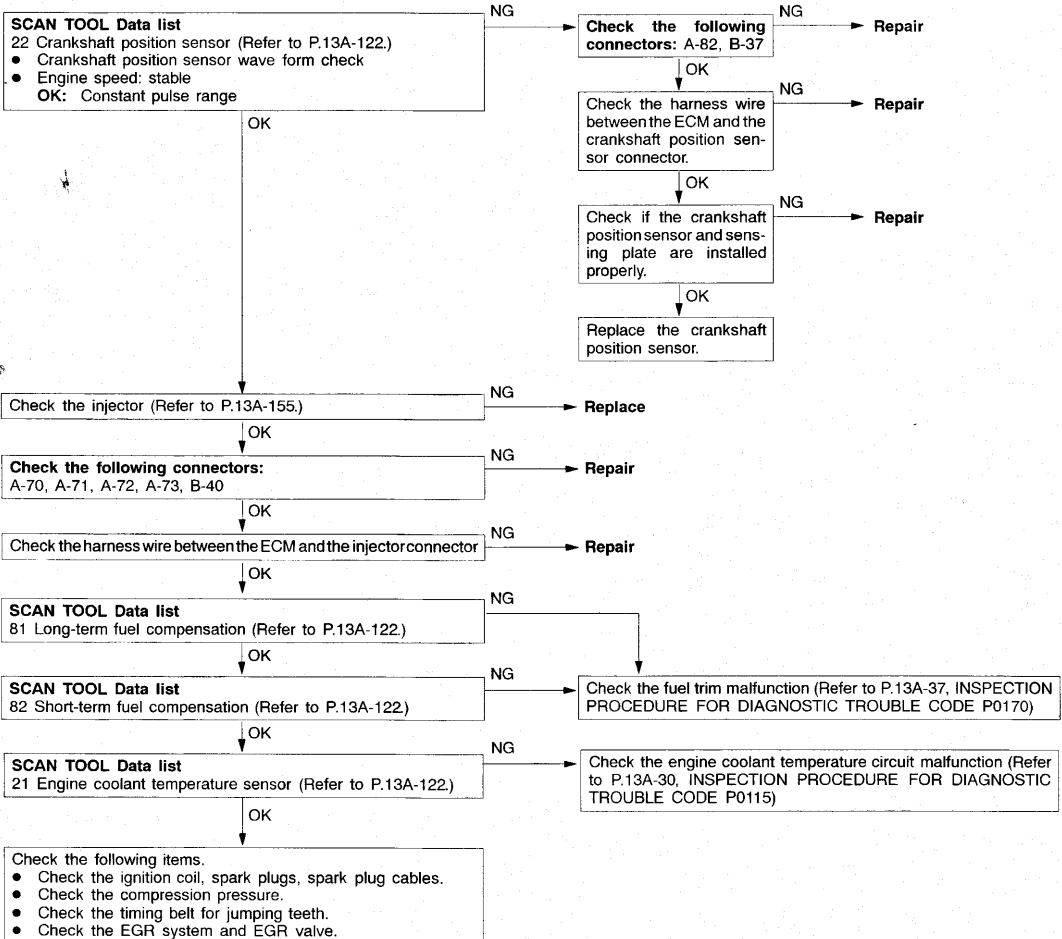 SCAN TOOL Data list
22 Crankshaft position sensor (Refer to P.13A-122.)
● Crankshaft position sensor wave form check
● Engine speed: stable
OK: Constant pulse range
NG
OK
Check the following
connectors: A-82, B-37
NG
Repair
OK
Check the harness wire
between the ECM and the
crankshaft position sen-
sor connector.
NG
Repair
OK
Check if the crankshaft
position sensor and sens-
ing plate are installed
properly.
NG
Repair
OK
Replace the crankshaft
position sensor.
Check the injector (Refer to P.13A-155.)
NG
Replace
OK
Check the following connectors:
A-70, A-71, A-72, A-73, B-40
NG
Repair
OK
Check the harness wire between the ECM and the injector connector
NG
Repair
OK
SCAN TOOL Data list
81 Long-term fuel compensation (Refer to P.13A-122.)
NG
OK
SCAN TOOL Data list
82 Short-term fuel compensation (Refer to P.13A-122.)
NG
Check the fuel trim malfunction (Refer to P.13A-37, INSPECTION
PROCEDURE FOR DIAGNOSTIC TROUBLE CODE P0170)
OK
SCAN TOOL Data list
21 Engine coolant temperature sensor (Refer to P.13A-122.)
NG
Check the engine coolant temperature circuit malfunction (Refer
to P.13A-30, INSPECTION PROCEDURE FOR DIAGNOSTIC
TROUBLE CODE P0115)
OK
Check the following items.
● Check the ignition coil, spark plugs, spark plug cables.
● Check the compression pressure.
● Check the timing belt for jumping teeth.
● Check the EGR system and EGR valve.